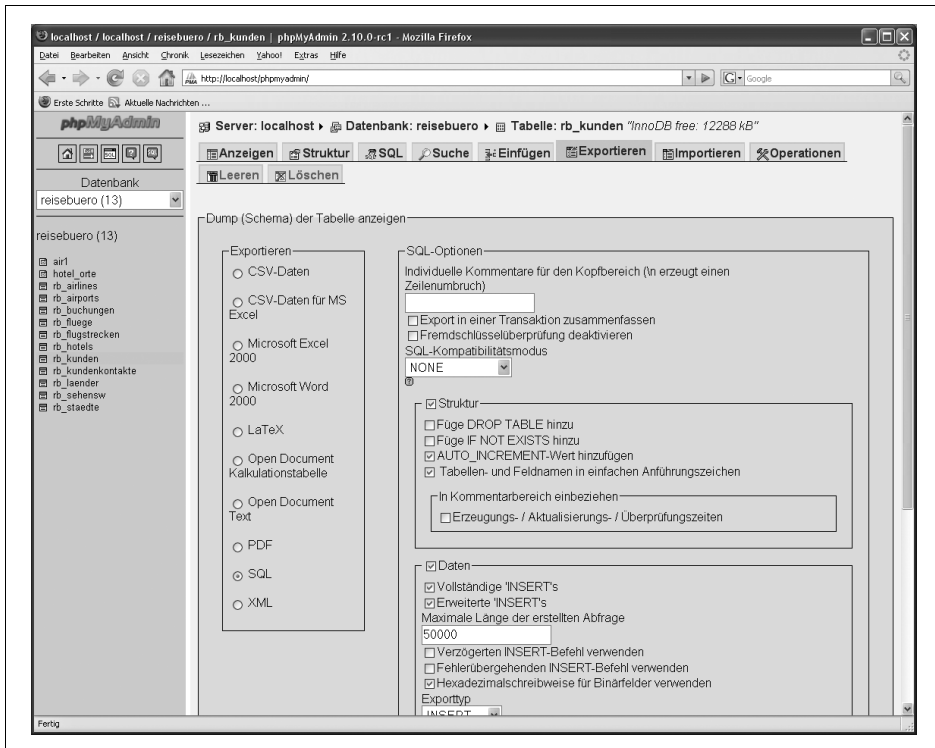 localhost / localhost / reisebuero / rb_kunden | phpMyAdmin 2.10.0-rc1 - Mozilla Firefox
Datei Bearbeiten Ansicht Chronik Lesezeichen Yahoo! Extras Hilfe
http://localhost/phpmyadmin/
Google
Erste Schritte Aktuelle Nachrichten ...
phpMyAdmin
Datenbank
reisebuero (13)
reisebuero (13)
air1
hotel_orte
rb_airlines
rb_airports
rb_buchungen
rb_fluege
rb_flugstrecken
rb_hotels
rb_kunden
rb_kundenkontakte
rb_laender
rb_sehensw
rb_staedte
Server: localhost ▸ Datenbank: reisebuero ▸ Tabelle: rb_kunden "InnoDB free: 12288 kB"
Anzeigen Struktur SQL Suche Einfügen Exportieren Importieren Operationen
Leeren Löschen
Dump (Schema) der Tabelle anzeigen
Exportieren
CSV-Daten
CSV-Daten für MS
Excel
Microsoft Excel
2000
Microsoft Word
2000
LaTeX
Open Document
Kalkulationstabelle
Open Document
Text
PDF
SQL
XML
SQL-Optionen
Individuelle Kommentare für den Kopfbereich (\n erzeugt einen
Zeilenumbruch)
Export in einer Transaktion zusammenfassen
Fremdschlüsselüberprüfung deaktivieren
SQL-Kompatibilitätsmodus
NONE
Struktur
Füge DROP TABLE hinzu
Füge IF NOT EXISTS hinzu
AUTO_INCREMENT-Wert hinzufügen
Tabellen- und Feldnamen in einfachen Anführungszeichen
In Kommentarbereich einbeziehen
Erzeugungs- / Aktualisierungs- / Überprüfungszeiten
Daten
Vollständige 'INSERT's
Erweiterte 'INSERT's
Maximale Länge der erstellten Abfrage
50000
Verzögerten INSERT-Befehl verwenden
Fehlerübergehenden INSERT-Befehl verwenden
Hexadezimalschreibweise für Binärfelder verwenden
Exporttyp
INSERT
Fertig